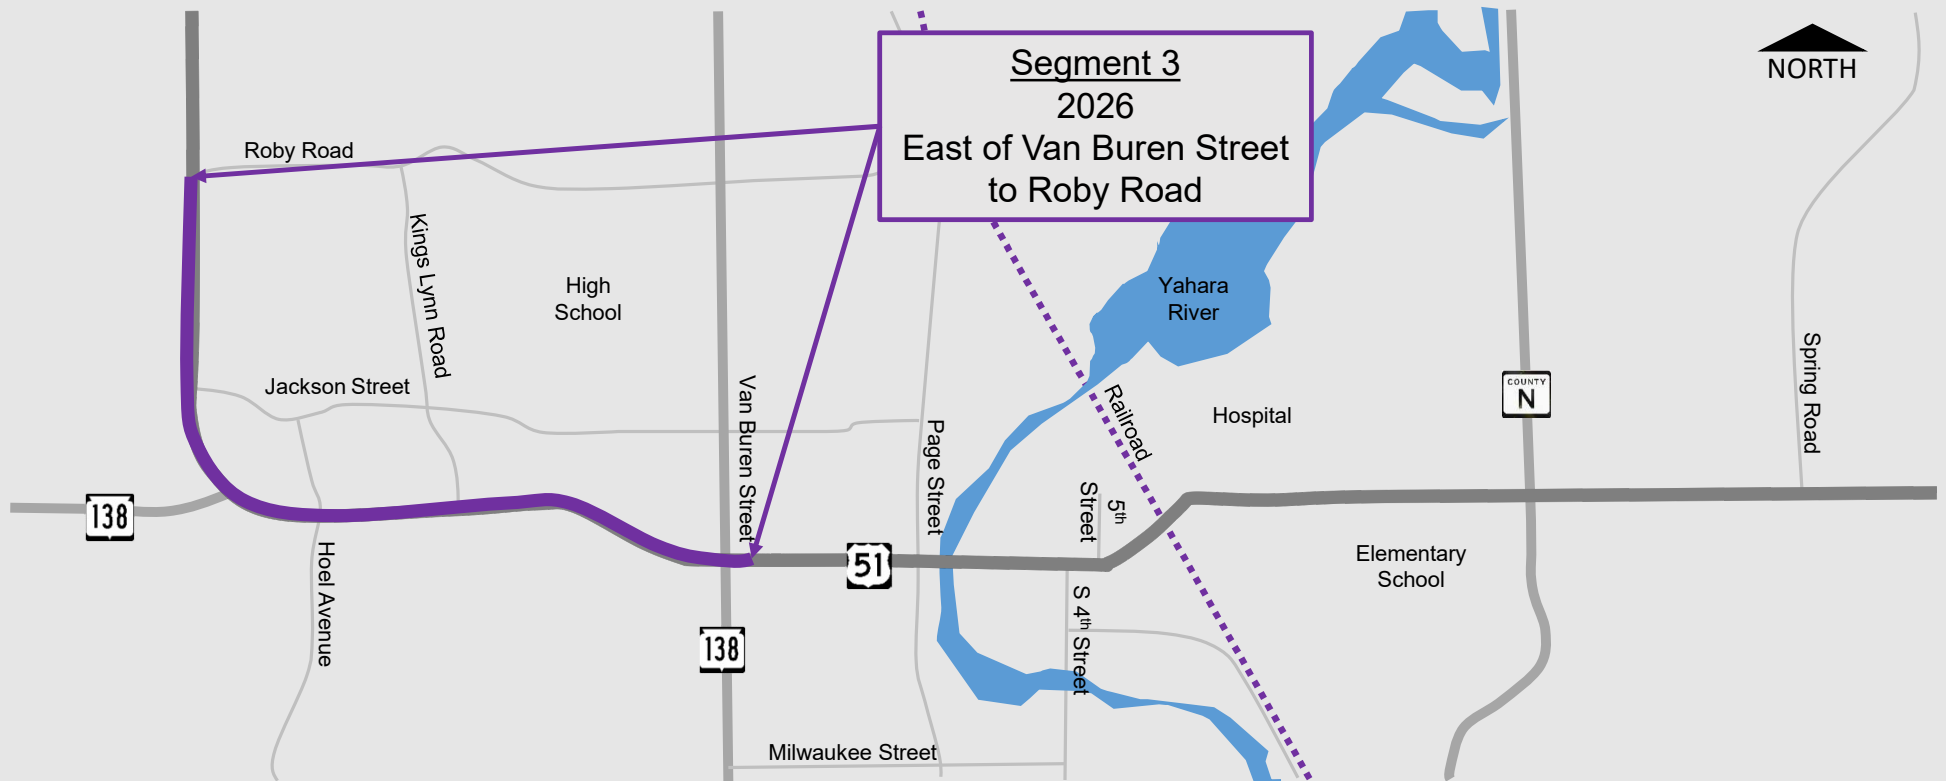 Segment 3
2026
East of Van Buren Street
to Roby Road
NORTH
Roby Road
Kings Lynn Road
High
School
Yahara
River
Jackson Street
Van Buren Street
Page Street
Railroad
Hospital
COUNTY
N
Spring Road
138
Hoel Avenue
51
5th
Street
Elementary
School
S 4th Street
138
Milwaukee Street